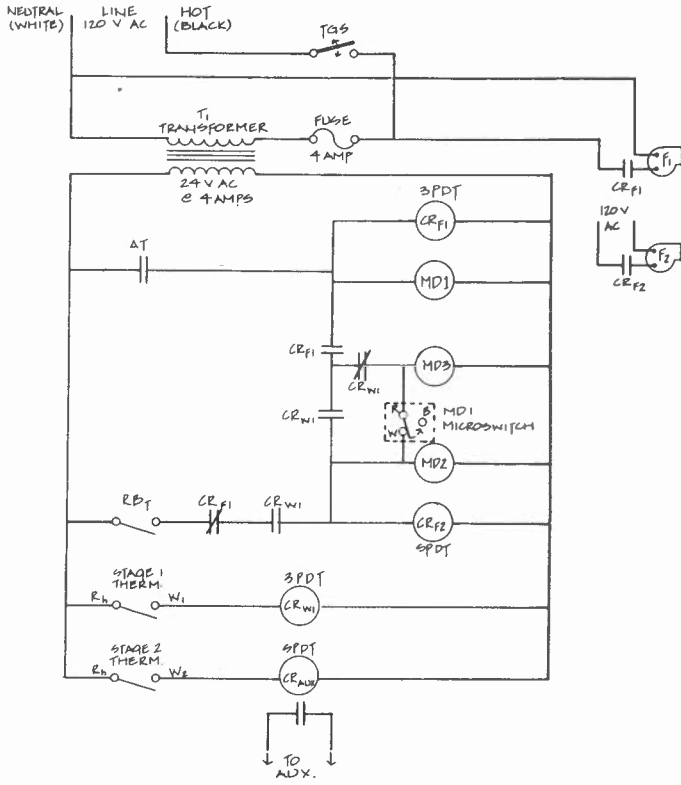 NEUTRAL LINE HOT
(WHITE) 120 V AC (BLACK)
TGS
T1
TRANSFORMER
FUSE
4 AMP
F1
CRF1
24 V AC
@ 4 AMPS
3PDT
CRF1
120 V
AC
F2
CRF2
ΔT
MD1
CRF1
CRW1
MD3
CRW1
R
B
W
MD1
MICROSWITCH
MD2
RBT
CRF1
CRW1
CRF2
SPDT
STAGE 1
THERM.
Rh
W1
3PDT
CRW1
STAGE 2
THERM.
Rh
W2
SPDT
CRAUX
TO
AUX.